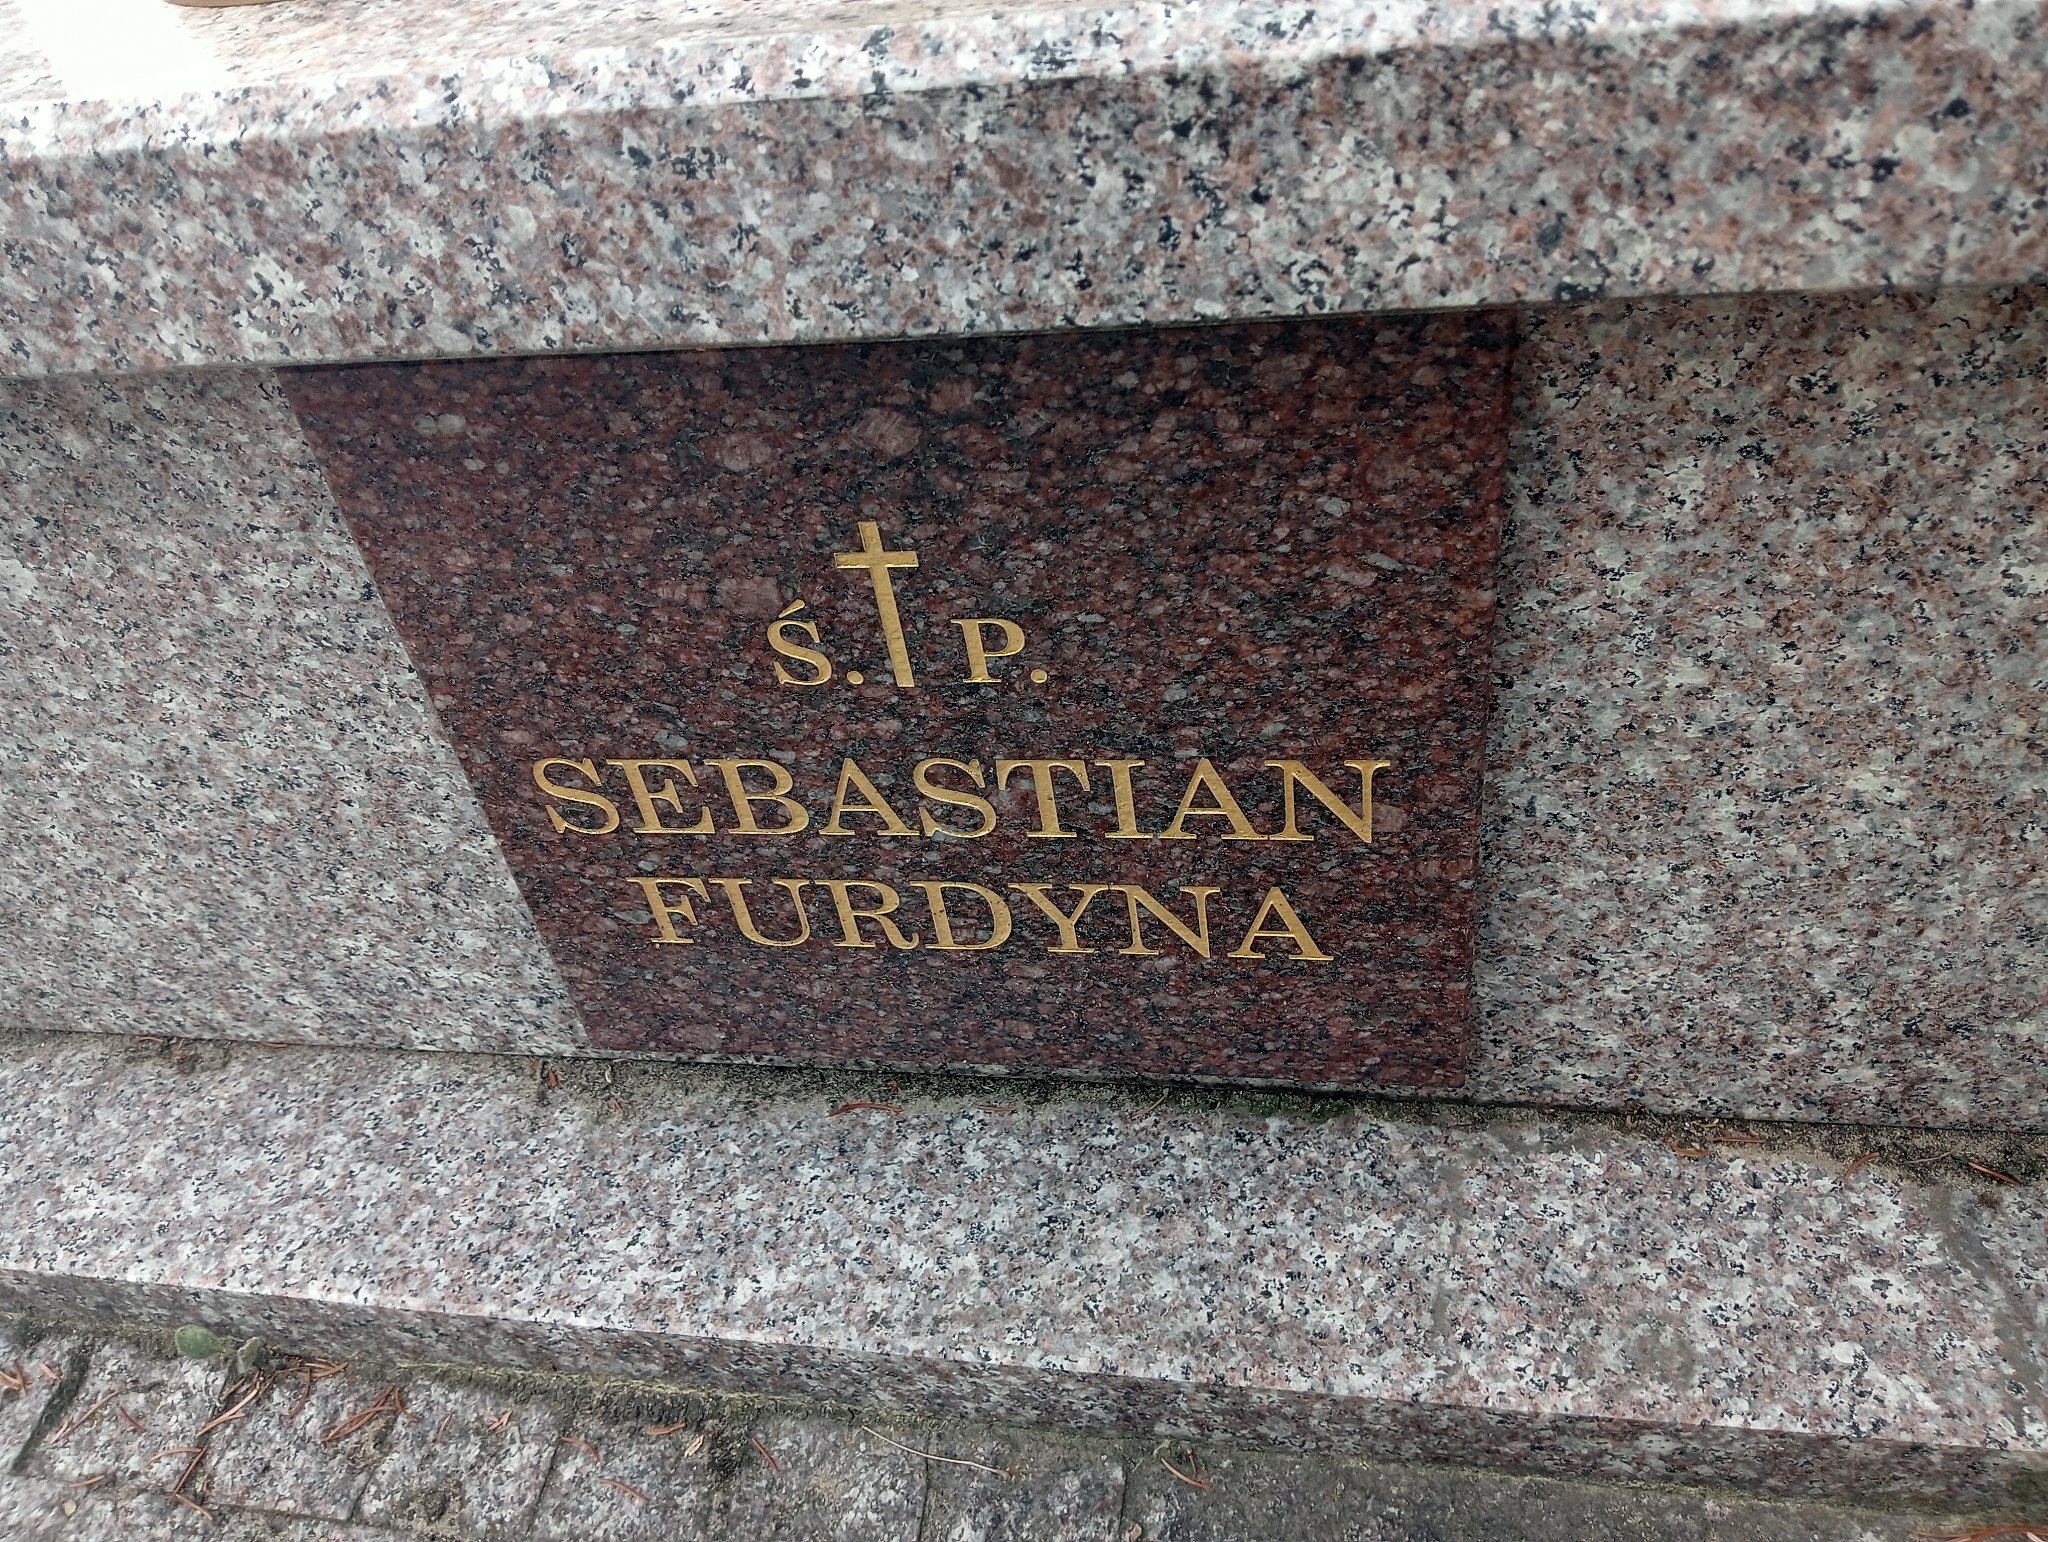 Ś. P.
SEBASTIAN
FURDYNA